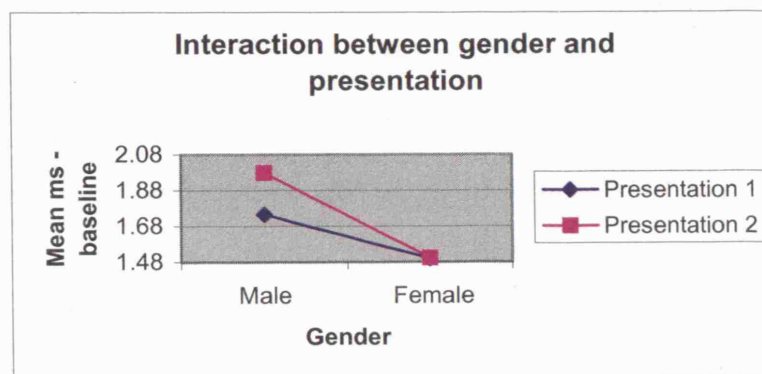 Interaction between gender and
presentation
Mean ms -
baseline
2.08
1.88
1.68
1.48
Male
Female
Gender
Presentation 1
Presentation 2